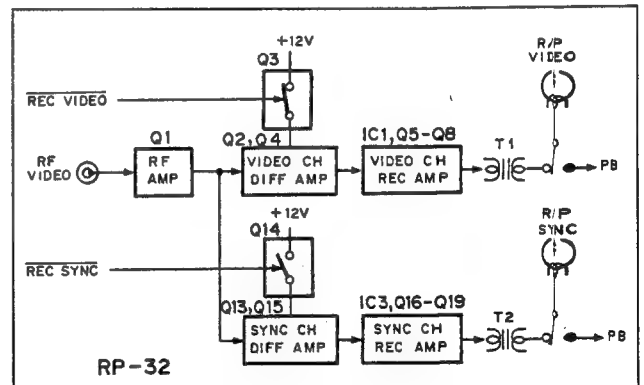 +12V
Q3
R/P
VIDEO
REC VIDEO
Q1
Q2, Q4
IC1, Q5-Q8
RF
VIDEO
RF
AMP
VIDEO CH
DIFF AMP
VIDEO CH
REC AMP
T1
PB
+12V
Q14
R/P
SYNC
REC SYNC
Q13, Q15
IC3, Q16-Q19
SYNC CH
DIFF AMP
SYNC CH
REC AMP
T2
PB
RP-32